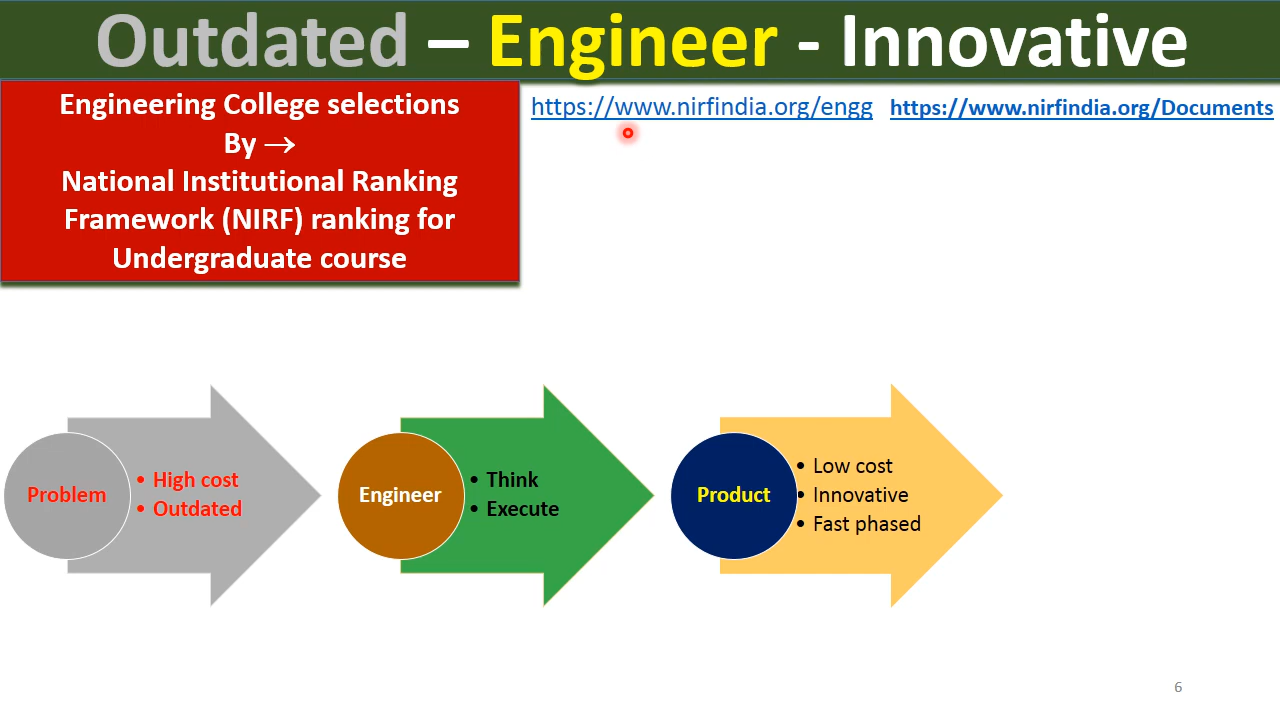 Outdated – Engineer - Innovative
Engineering College selections
By →
National Institutional Ranking
Framework (NIRF) ranking for
Undergraduate course
https://www.nirfindia.org/engg
https://www.nirfindia.org/Documents
Problem
• High cost
• Outdated
Engineer
• Think
• Execute
Product
• Low cost
• Innovative
• Fast phased
6